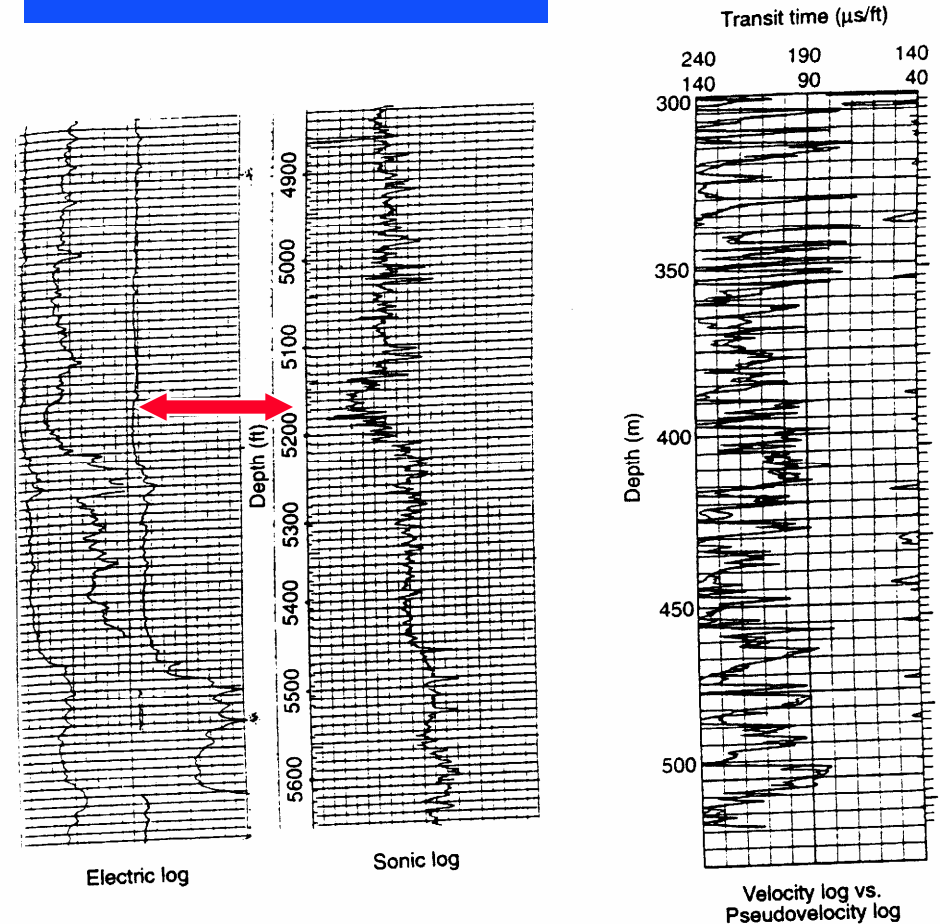 Transit time (μs/ft)
240 190 140
140 90 40
4900
5000
5100
5200
5300
5400
5500
5600
Depth (ft)
300
350
400
450
500
Depth (m)
Electric log
Sonic log
Velocity log vs.
Pseudovelocity log